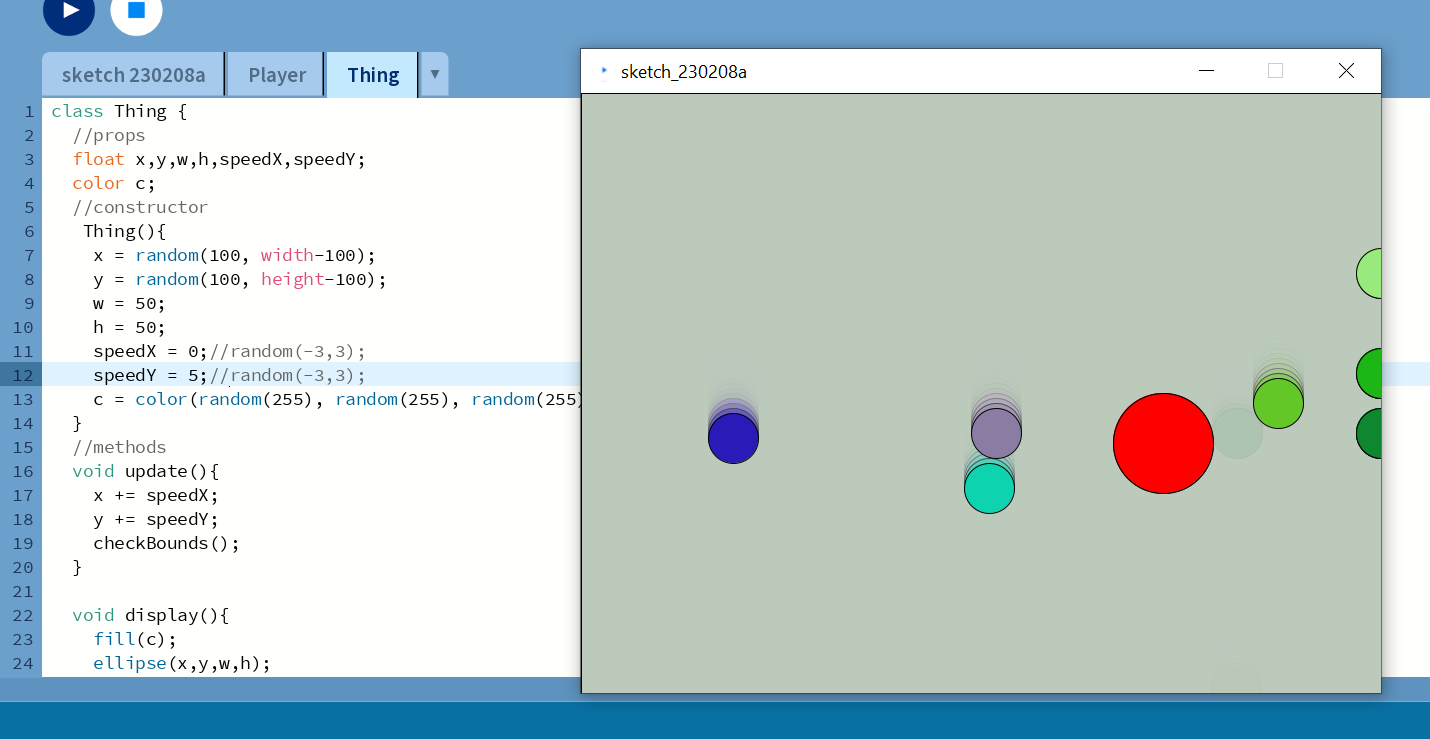 sketch 230208a
Player
Thing
sketch_230208a
1 class Thing {
2 //props
3 float x,y,w,h,speedX,speedY;
4 color c;
5 //constructor
6 Thing(){
7 x = random(100, width-100);
8 y = random(100, height-100);
9 w = 50;
10 h = 50;
11 speedX = 0;//random(-3,3);
12 speedY = 5;//random(-3,3);
13 c = color(random(255), random(255), random(255)
14 }
15 //methods
16 void update(){
17 x += speedX;
18 y += speedY;
19 checkBounds();
20 }
21
22 void display(){
23 fill(c);
24 ellipse(x,y,w,h);